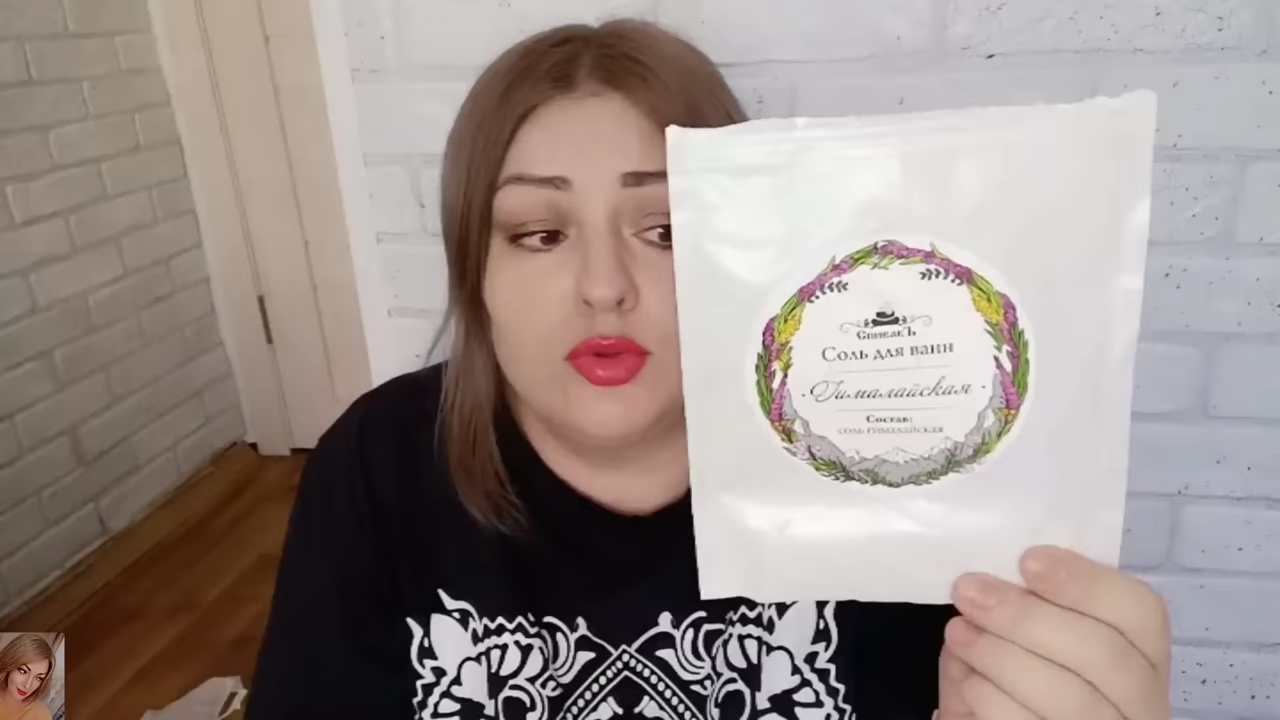 СпивакЪ
Соль для ванн
Гималайская
Состав:
соль гималайская